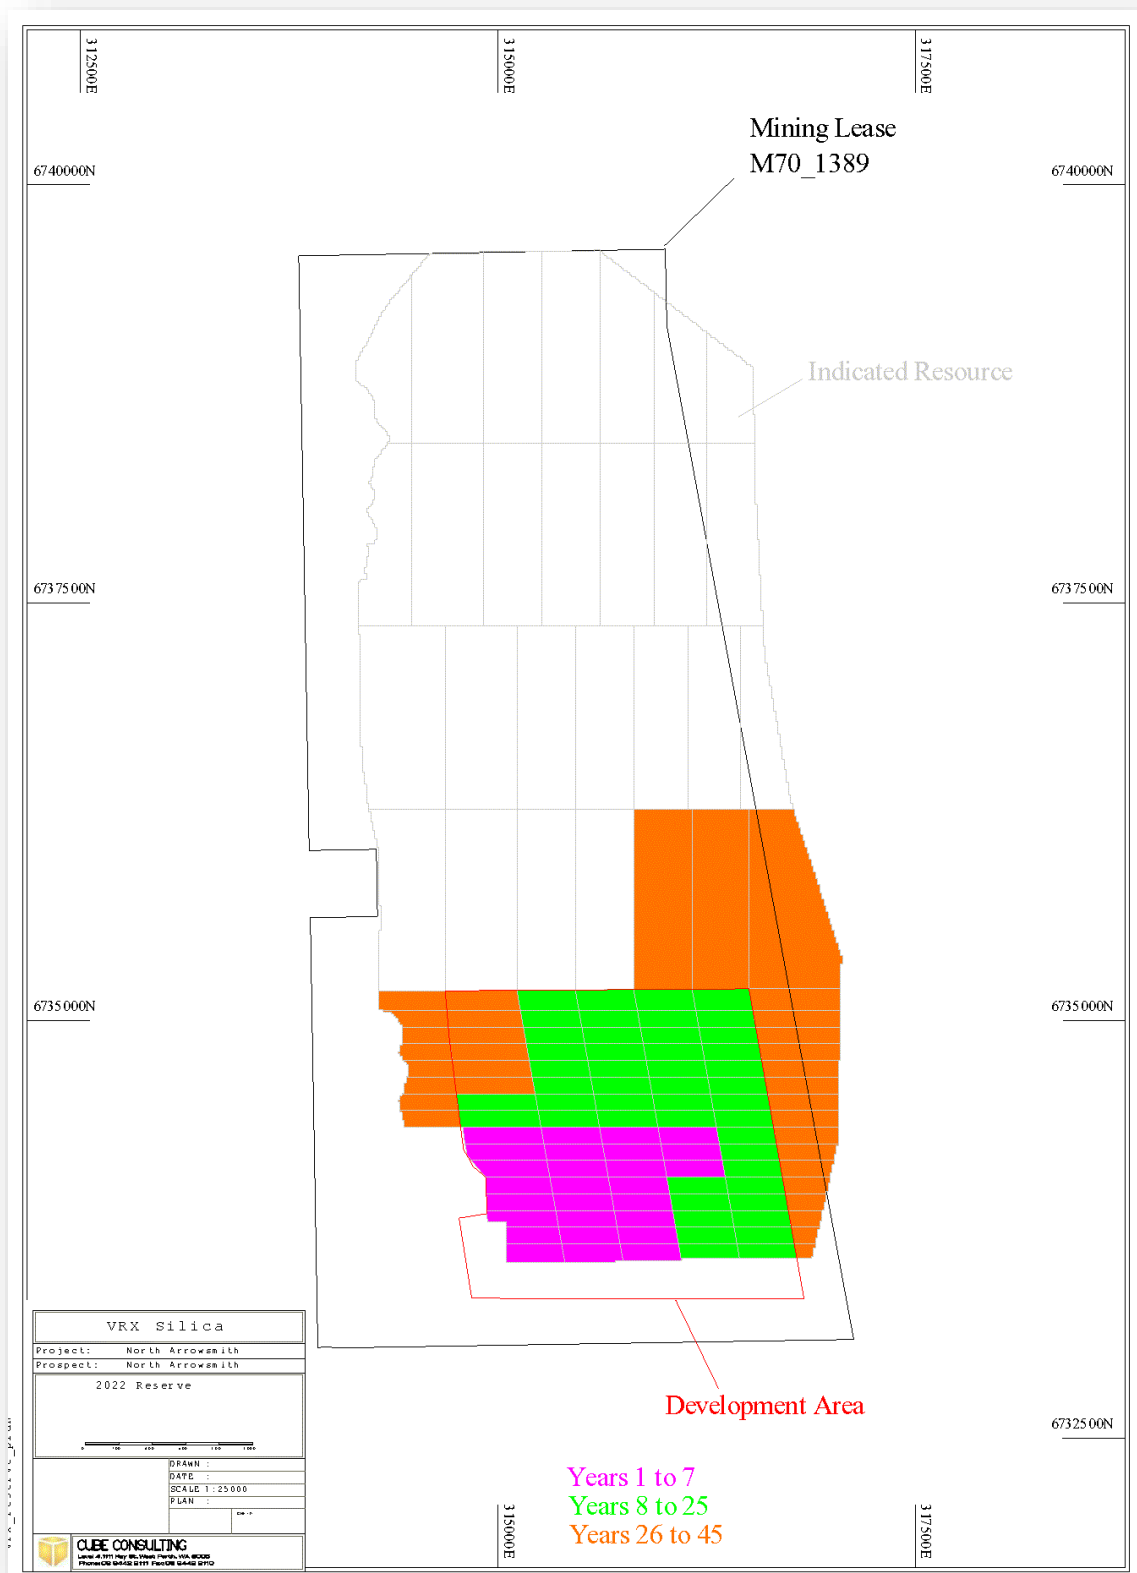 312500E
315000E
317500E
Mining Lease
M70_1389
6740000N
6740000N
Indicated Resource
6737500N
6737500N
6735000N
6735000N
Development Area
6732500N
Years 1 to 7
Years 8 to 25
Years 26 to 45
315000E
317500E
VRX Silica
Project: North Arrowsmith
Prospect: North Arrowsmith
2022 Reserve
DRAWN :
DATE :
SCALE 1:25000
PLAN :
CUBE CONSULTING